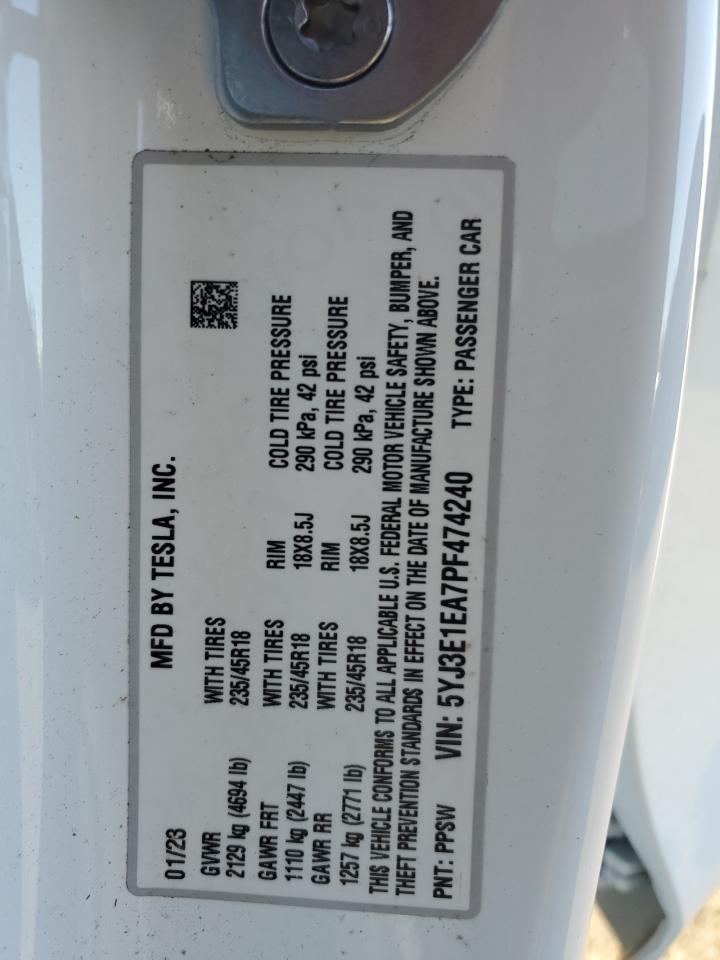 01/23 MFD BY TESLA, INC.
GVWR WITH TIRES
2129 kg (4694 lb) 235/45R18
GAWR FRT WITH TIRES RIM COLD TIRE PRESSURE
1110 kg (2447 lb) 235/45R18 18X8.5J 290 kPa, 42 psi
GAWR RR WITH TIRES RIM COLD TIRE PRESSURE
1257 kg (2771 lb) 235/45R18 18X8.5J 290 kPa, 42 psi
THIS VEHICLE CONFORMS TO ALL APPLICABLE U.S. FEDERAL MOTOR VEHICLE SAFETY, BUMPER, AND
THEFT PREVENTION STANDARDS IN EFFECT ON THE DATE OF MANUFACTURE SHOWN ABOVE.
PNT: PPSW VIN: 5YJ3E1EA7PF474240 TYPE: PASSENGER CAR